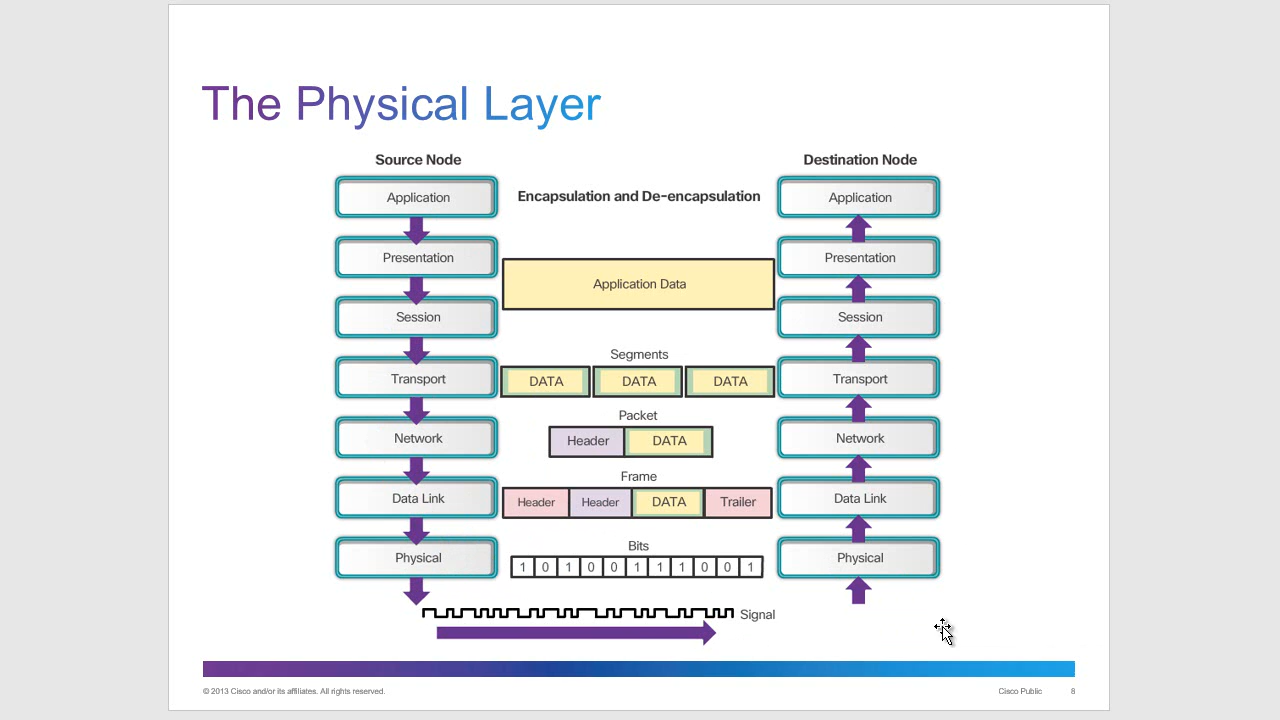 The Physical Layer
Source Node
Destination Node
Application
Encapsulation and De-encapsulation
Application
Presentation
Presentation
Application Data
Session
Session
Segments
Transport
DATA DATA DATA
Transport
Packet
Network
Header DATA
Network
Frame
Data Link
Header Header DATA Trailer
Data Link
Bits
Physical
1 0 1 0 0 1 1 1 0 0 1
Physical
Signal
© 2013 Cisco and/or its affiliates. All rights reserved.
Cisco Public
8